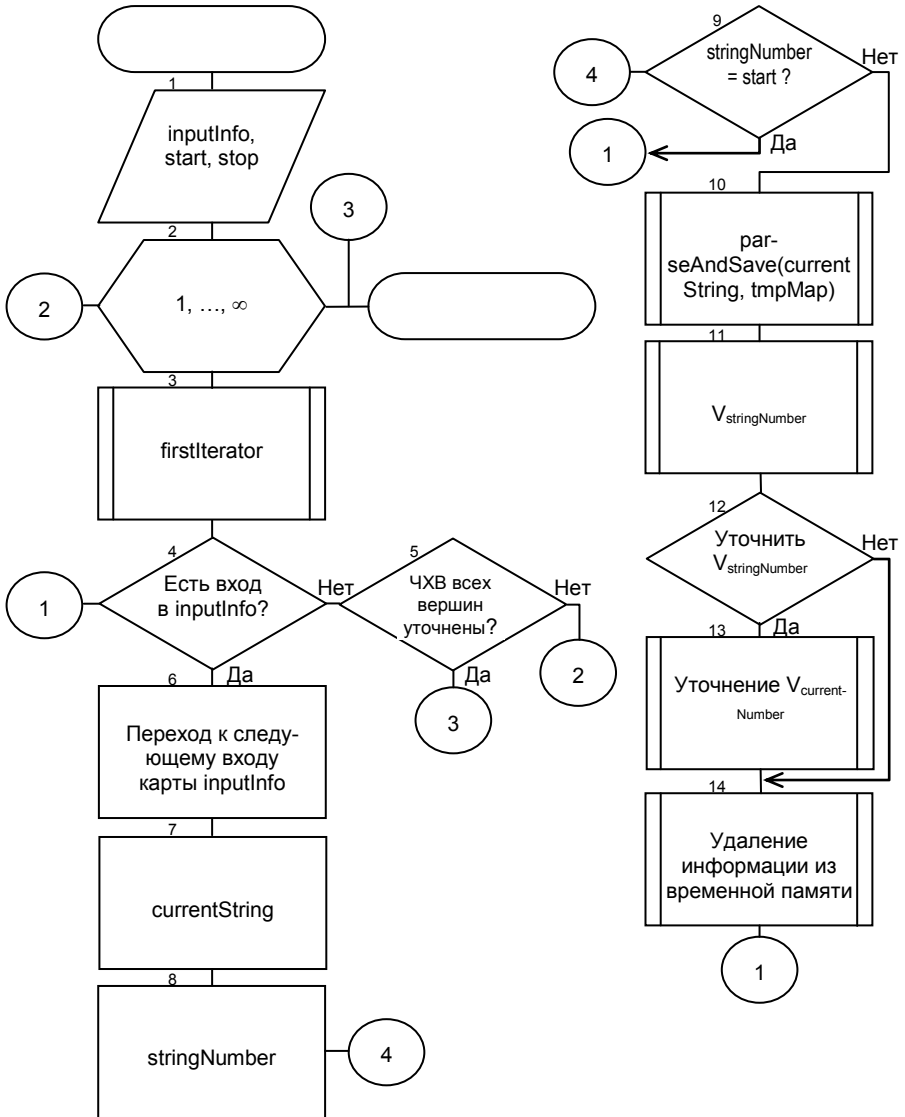 1
inputInfo,
start, stop
2
3
2
1, …, ∞
3
firstIterator
4
Есть вход
в inputInfo?
1
Нет
Да
5
ЧХВ всех
вершин
уточнены?
Нет
Да
2
3
6
Переход к следу-
ющему входу
карты inputInfo
7
currentString
8
stringNumber
4
9
stringNumber
= start ?
4
Нет
Да
1
10
par-
seAndSave(current
String, tmpMap)
11
VstringNumber
12
Уточнить
VstringNumber
Нет
Да
13
Уточнение Vcurrent-
Number
14
Удаление
информации из
временной памяти
1